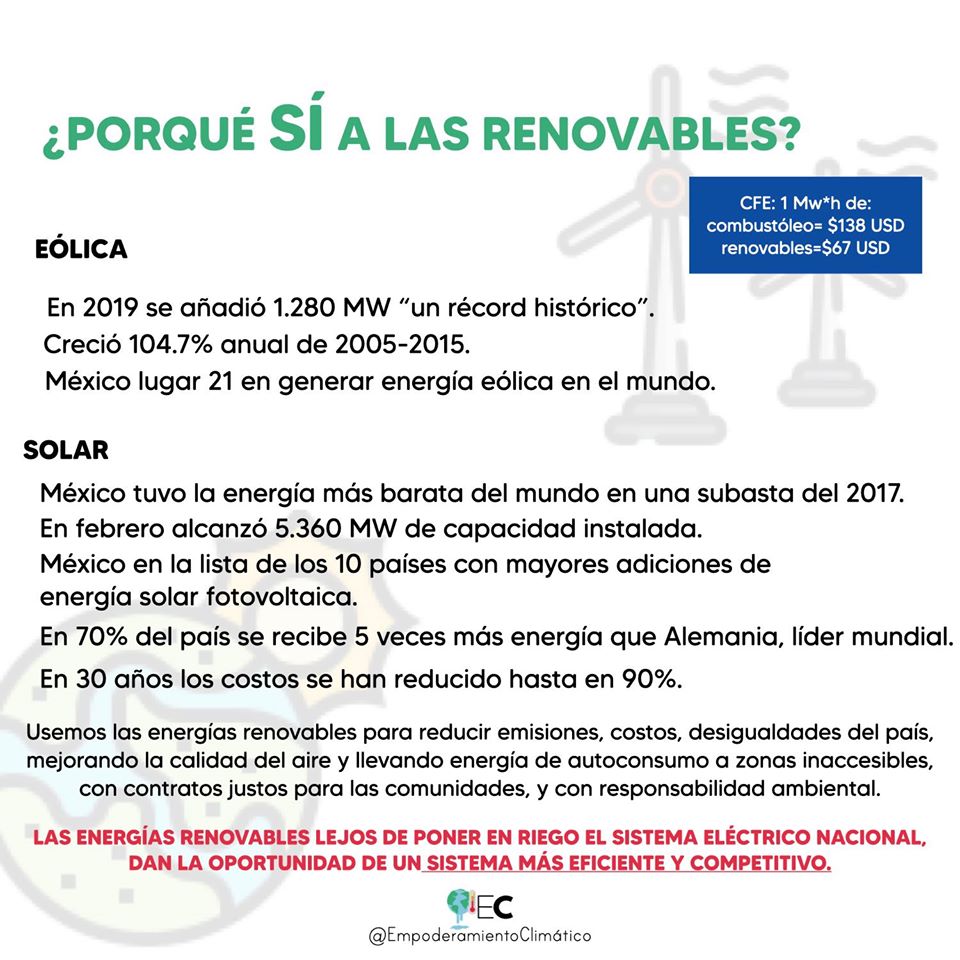 ¿PORQUÉ SÍ A LAS RENOVABLES?
CFE: 1 Mw*h de:
combustóleo= $138 USD
renovables=$67 USD
EÓLICA
En 2019 se añadió 1.280 MW “un récord histórico”.
Creció 104.7% anual de 2005-2015.
México lugar 21 en generar energía eólica en el mundo.
SOLAR
México tuvo la energía más barata del mundo en una subasta del 2017.
En febrero alcanzó 5.360 MW de capacidad instalada.
México en la lista de los 10 países con mayores adiciones de
energía solar fotovoltaica.
En 70% del país se recibe 5 veces más energía que Alemania, líder mundial.
En 30 años los costos se han reducido hasta en 90%.
Usemos las energías renovables para reducir emisiones, costos, desigualdades del país,
mejorando la calidad del aire y llevando energía de autoconsumo a zonas inaccesibles,
con contratos justos para las comunidades, y con responsabilidad ambiental.
LAS ENERGÍAS RENOVABLES LEJOS DE PONER EN RIEGO EL SISTEMA ELÉCTRICO NACIONAL,
DAN LA OPORTUNIDAD DE UN SISTEMA MÁS EFICIENTE Y COMPETITIVO.
EC
@EmpoderamientoClimático